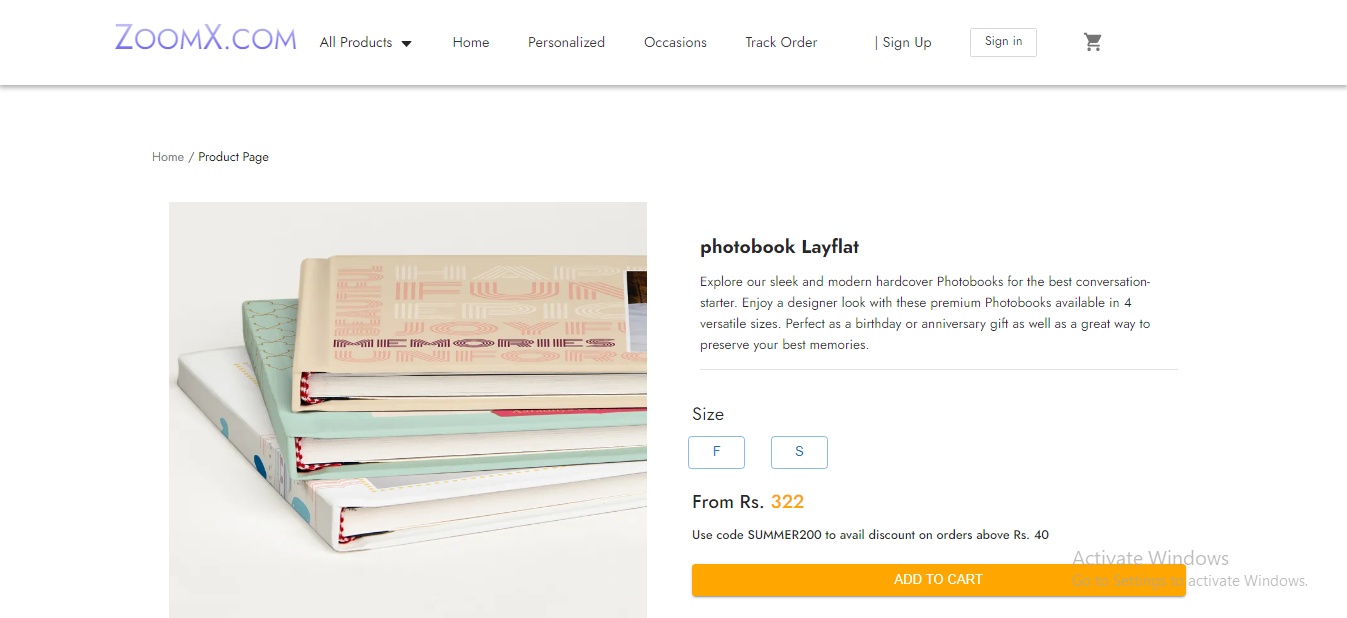 ZOOMX.COM
All Products
Home
Personalized
Occasions
Track Order
| Sign Up
Sign in
Home / Product Page
BEAUTIFUL
FUN
EPIC
JOYFU
MEMORIES
UNIFOR
photobook Layflat
Explore our sleek and modern hardcover Photobooks for the best conversation-
starter. Enjoy a designer look with these premium Photobooks available in 4
versatile sizes. Perfect as a birthday or anniversary gift as well as a great way to
preserve your best memories.
Size
F
S
From Rs. 322
Use code SUMMER200 to avail discount on orders above Rs. 40
ADD TO CART
Activate Windows
Go to Settings to activate Windows.